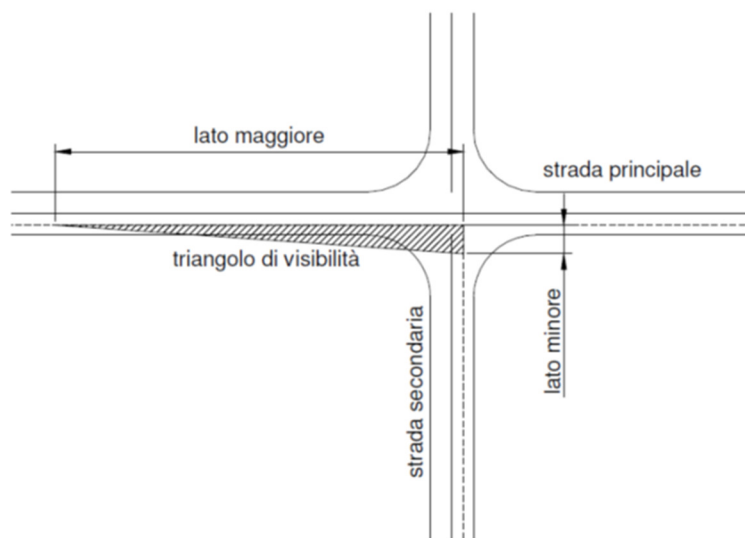 lato maggiore
strada principale
triangolo di visibilità
strada secondaria
lato minore